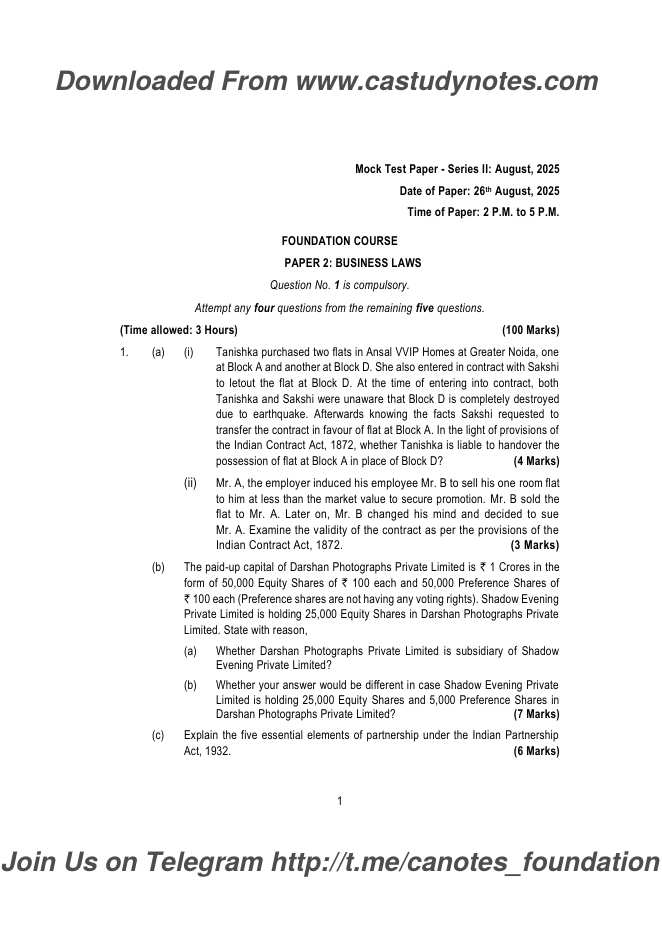 Downloaded From www.castudynotes.com
Mock Test Paper - Series II: August, 2025
Date of Paper: 26th August, 2025
Time of Paper: 2 P.M. to 5 P.M.
FOUNDATION COURSE
PAPER 2: BUSINESS LAWS
Question No. 1 is compulsory.
Attempt any four questions from the remaining five questions.
(Time allowed: 3 Hours) (100 Marks)
1. (a) (i) Tanishka purchased two flats in Ansal VVIP Homes at Greater Noida, one
at Block A and another at Block D. She also entered in contract with Sakshi
to letout the flat at Block D. At the time of entering into contract, both
Tanishka and Sakshi were unaware that Block D is completely destroyed
due to earthquake. Afterwards knowing the facts Sakshi requested to
transfer the contract in favour of flat at Block A. In the light of provisions of
the Indian Contract Act, 1872, whether Tanishka is liable to handover the
possession of flat at Block A in place of Block D? (4 Marks)
(ii) Mr. A, the employer induced his employee Mr. B to sell his one room flat
to him at less than the market value to secure promotion. Mr. B sold the
flat to Mr. A. Later on, Mr. B changed his mind and decided to sue
Mr. A. Examine the validity of the contract as per the provisions of the
Indian Contract Act, 1872. (3 Marks)
(b) The paid-up capital of Darshan Photographs Private Limited is ₹ 1 Crores in the
form of 50,000 Equity Shares of ₹ 100 each and 50,000 Preference Shares of
₹ 100 each (Preference shares are not having any voting rights). Shadow Evening
Private Limited is holding 25,000 Equity Shares in Darshan Photographs Private
Limited. State with reason,
(a) Whether Darshan Photographs Private Limited is subsidiary of Shadow
Evening Private Limited?
(b) Whether your answer would be different in case Shadow Evening Private
Limited is holding 25,000 Equity Shares and 5,000 Preference Shares in
Darshan Photographs Private Limited? (7 Marks)
(c) Explain the five essential elements of partnership under the Indian Partnership
Act, 1932. (6 Marks)
1
Join Us on Telegram http://t.me/canotes_foundation